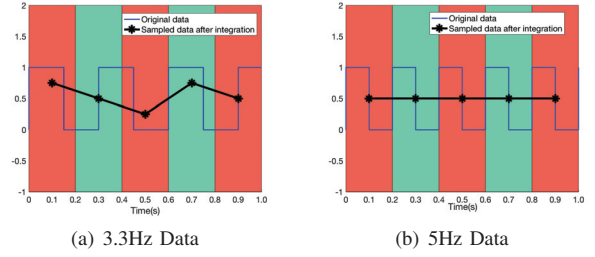 2
1.5
1
0.5
0
-0.5
-1
Original data
Sampled data after integration
0 0.1 0.2 0.3 0.4 0.5 0.6 0.7 0.8 0.9 1.0
Time(s)
(a) 3.3Hz Data
2
1.5
1
0.5
0
-0.5
-1
Original data
Sampled data after integration
0 0.1 0.2 0.3 0.4 0.5 0.6 0.7 0.8 0.9 1.0
Time(s)
(b) 5Hz Data